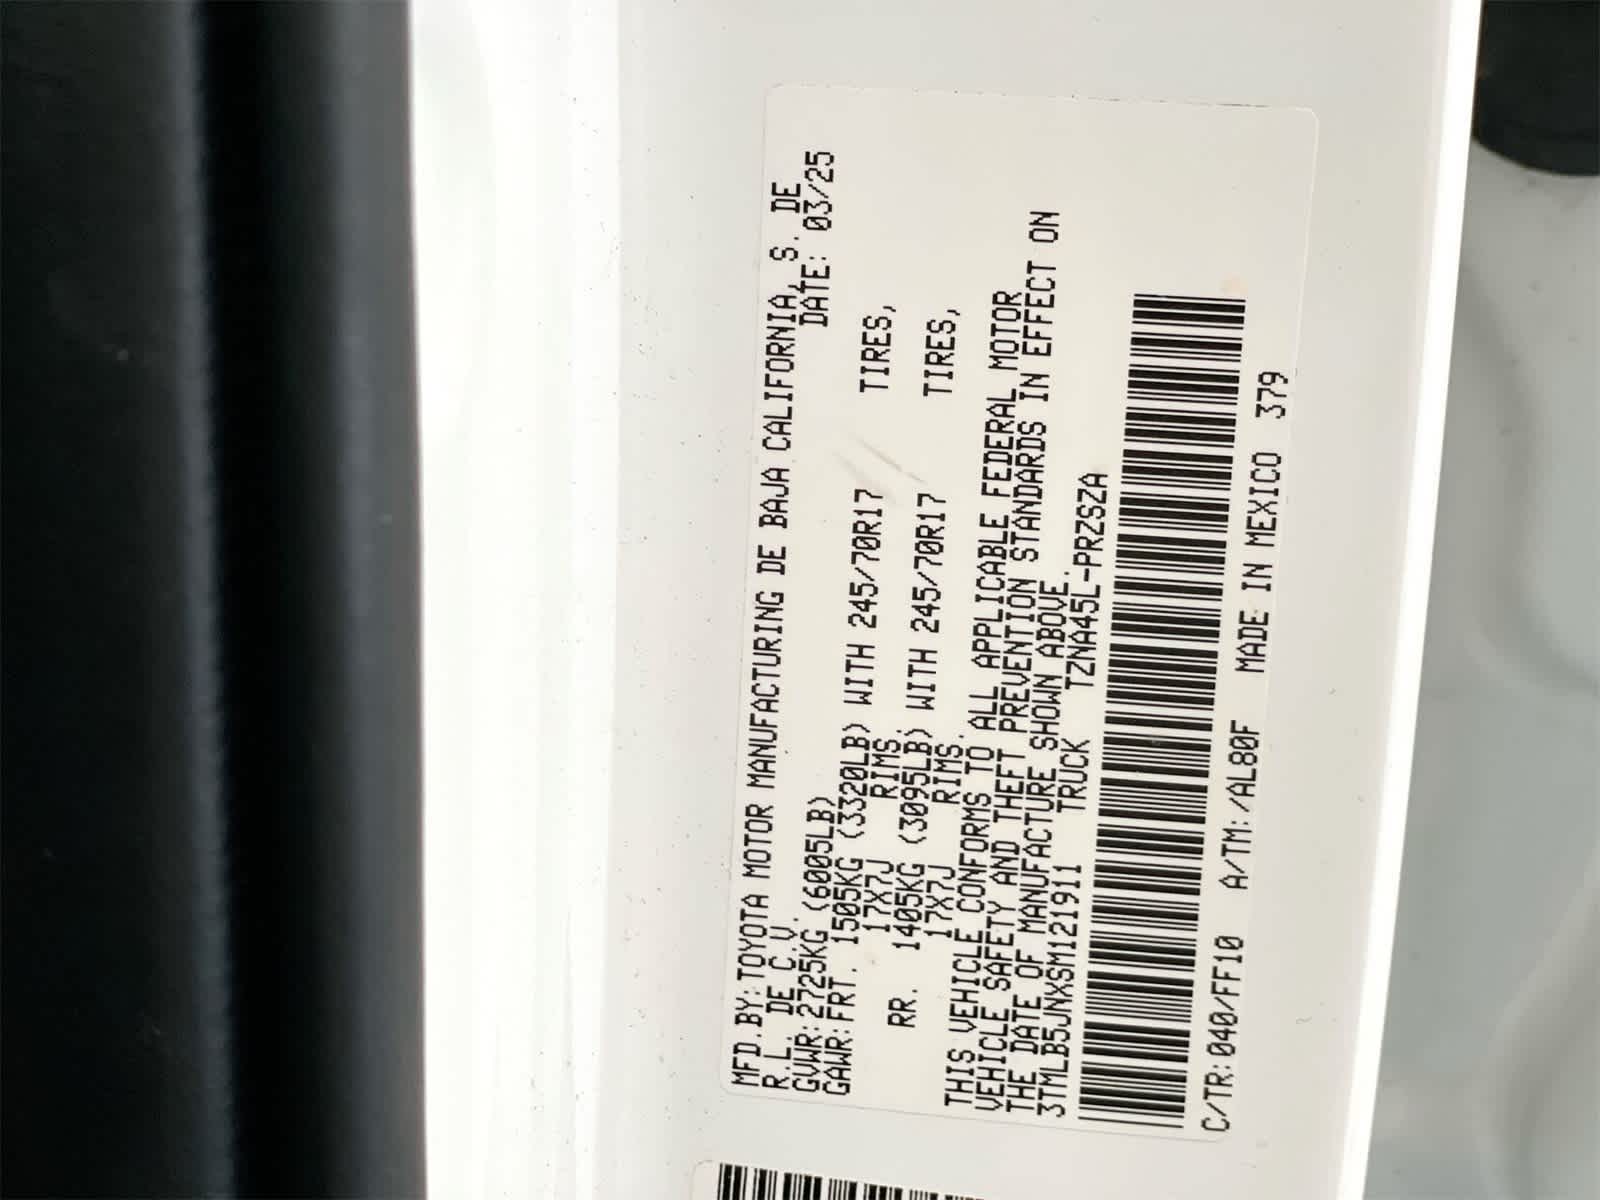 MFD.BY:TOYOTA MOTOR MANUFACTURING DE BAJA CALIFORNIA, S. DE
R.L. DE C.V. DATE: 03/25
GVWR:2725KG (6005LB)
GAWR:FRT. 1505KG (3320LB) WITH 245/70R17 TIRES,
17X7J RIMS.
RR. 1405KG (3095LB) WITH 245/70R17 TIRES,
17X7J RIMS.
THIS VEHICLE CONFORMS TO ALL APPLICABLE FEDERAL MOTOR
VEHICLE SAFETY AND THEFT PREVENTION STANDARDS IN EFFECT ON
THE DATE OF MANUFACTURE SHOWN ABOVE.
3TMLB5JNXSM121911 TRUCK TZNA45L-PRZSZA
C/TR:040/FF10 A/TM:/AL80F MADE IN MEXICO 379